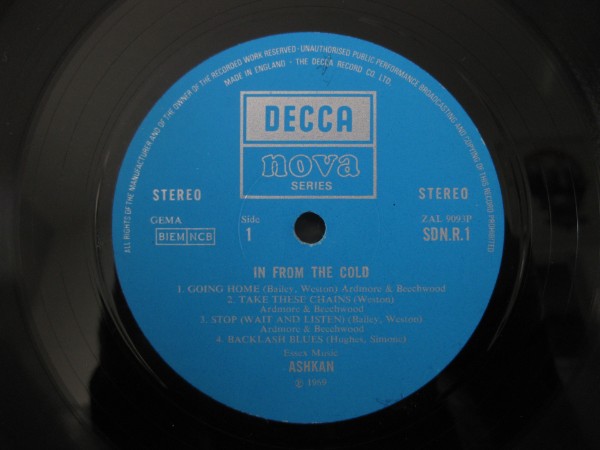 ALL RIGHTS OF THE MANUFACTURER AND OF THE OWNER OF THE RECORDED WORK RESERVED · UNAUTHORISED PUBLIC PERFORMANCE BROADCASTING AND COPYING OF THIS RECORD PROHIBITED
MADE IN ENGLAND · THE DECCA RECORD CO. LTD.
DECCA
nova
SERIES
STEREO STEREO
GEMA Side ZAL 9093P
BIEM NCB 1 SDN.R.1
IN FROM THE COLD
1. GOING HOME (Bailey, Weston) Ardmore & Beechwood
2. TAKE THESE CHAINS (Weston)
Ardmore & Beechwood
3. STOP (WAIT AND LISTEN) (Bailey, Weston)
Ardmore & Beechwood
4. BACKLASH BLUES (Hughes, Simone)
Essex Music
ASHKAN
© 1969